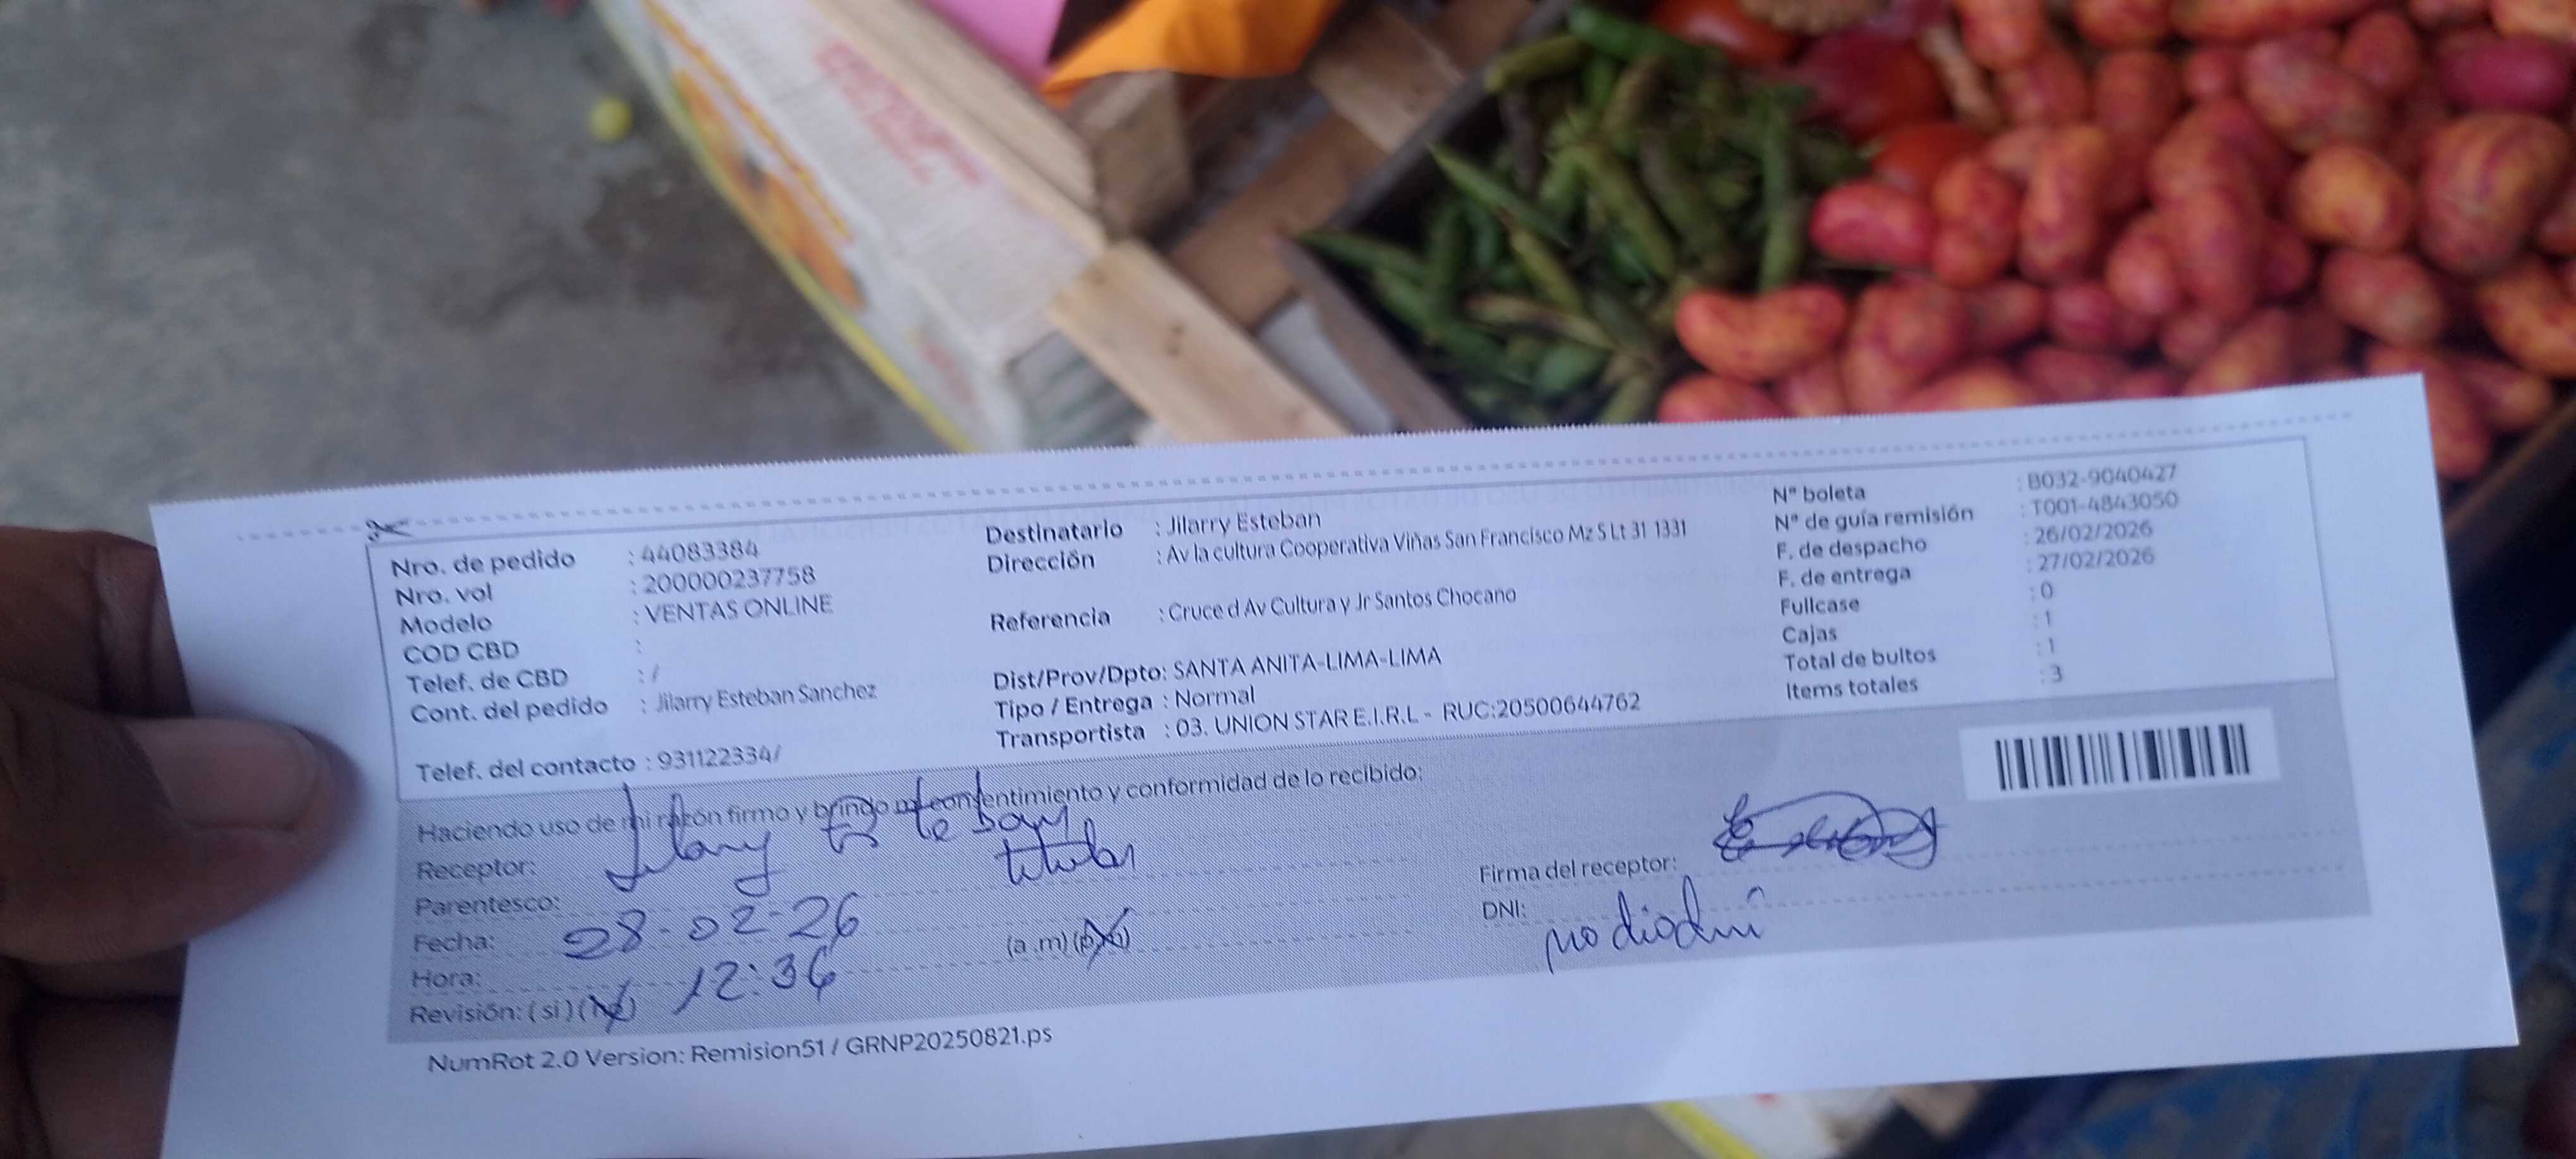 Nro. de pedido : 44083384
Nro. vol : 200000237758
Modelo : VENTAS ONLINE
COD CBD :
Telef. de CBD : /
Cont. del pedido : Jilarry Esteban Sanchez
Telef. del contacto : 931122334/
Destinatario : Jilarry Esteban
Dirección : Av la cultura Cooperativa Viñas San Francisco Mz S Lt 31 1331
Referencia : Cruce d Av Cultura y Jr Santos Chocano
Dist/Prov/Dpto: SANTA ANITA-LIMA-LIMA
Tipo / Entrega : Normal
Transportista : 03. UNION STAR E.I.R.L - RUC:20500644762
N° boleta : B032-9040427
N° de guía remisión : T001-4843050
F. de despacho : 26/02/2026
F. de entrega : 27/02/2026
Fullcase : 0
Cajas : 1
Total de bultos : 1
Items totales : 3
Haciendo uso de mi razón firmo y brindo mi consentimiento y conformidad de lo recibido:
Receptor:
Parentesco: titular
Fecha: 28-02-26
Hora: 12:36 (a.m) (p.m)
Revisión: (si) (No)
Firma del receptor:
DNI: no dio dni
NumRot 2.0 Version: Remision51 / GRNP20250821.ps